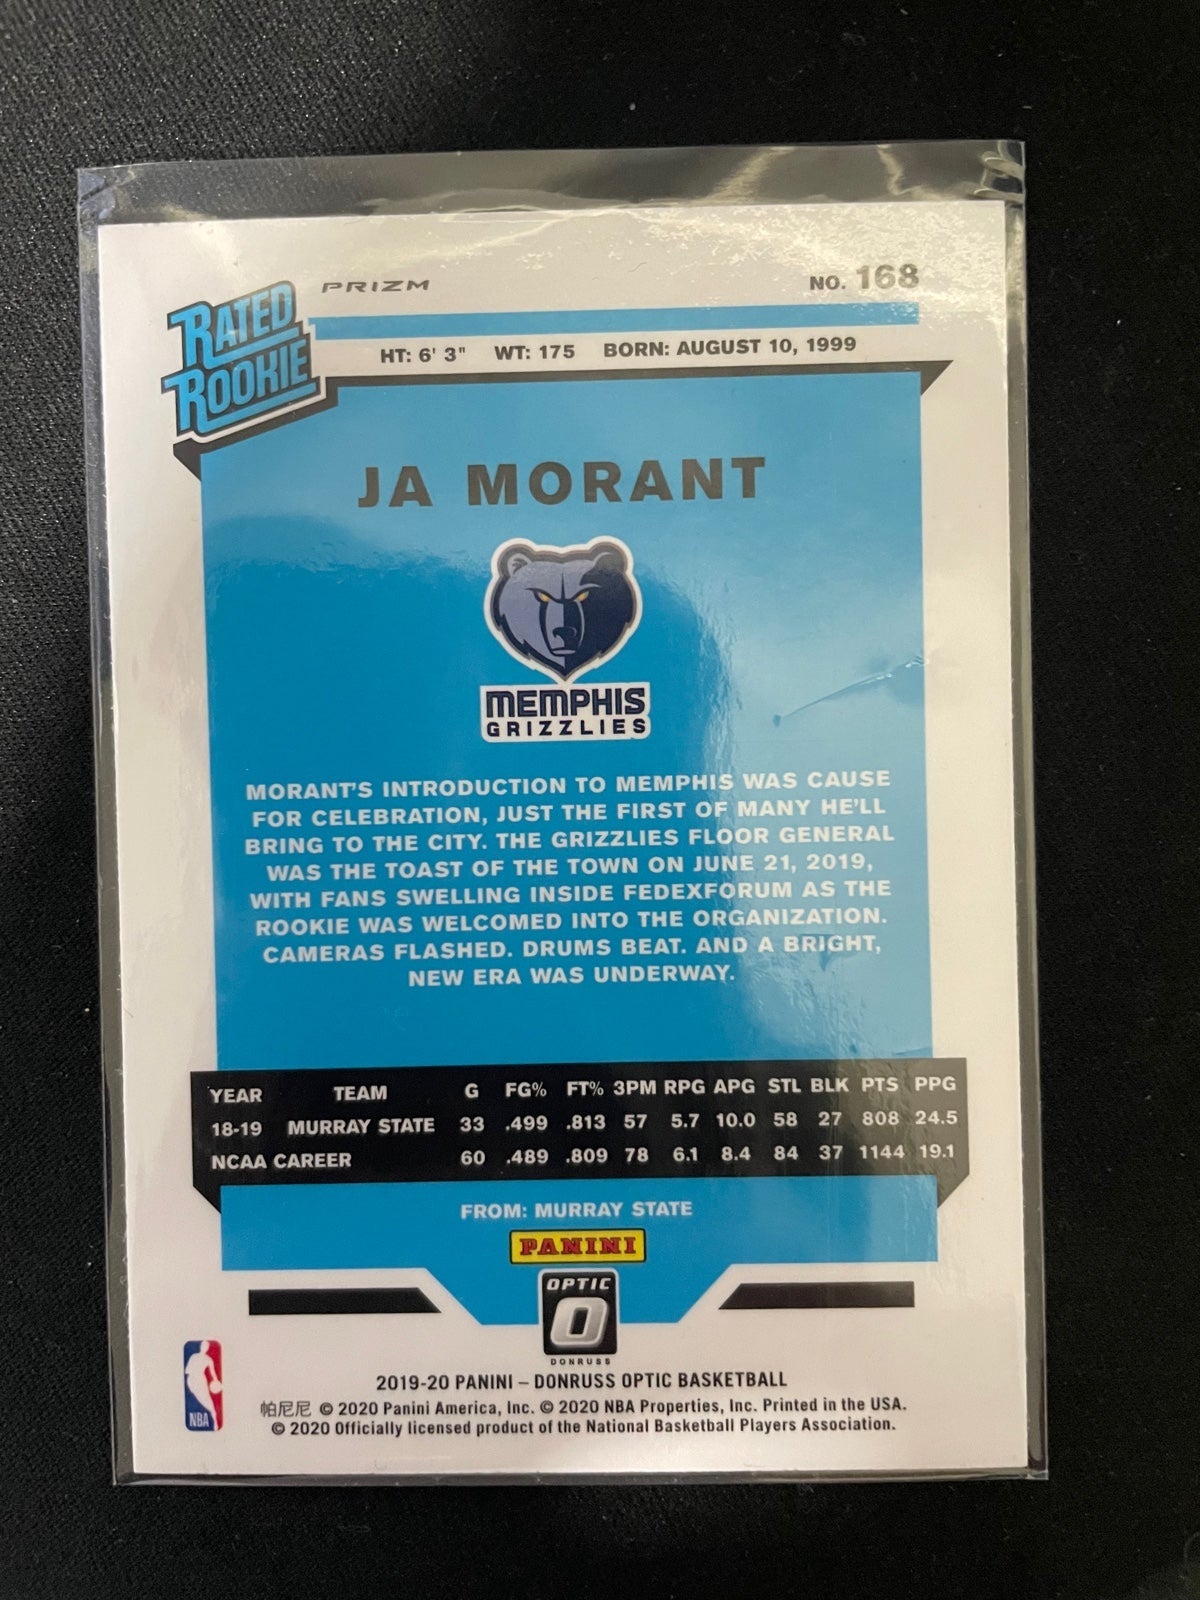 PRIZM
NO. 168
RATED
ROOKIE
HT: 6' 3" WT: 175 BORN: AUGUST 10, 1999
JA MORANT
MEMPHIS
GRIZZLIES
MORANT'S INTRODUCTION TO MEMPHIS WAS CAUSE
FOR CELEBRATION, JUST THE FIRST OF MANY HE'LL
BRING TO THE CITY. THE GRIZZLIES FLOOR GENERAL
WAS THE TOAST OF THE TOWN ON JUNE 21, 2019,
WITH FANS SWELLING INSIDE FEDEXFORUM AS THE
ROOKIE WAS WELCOMED INTO THE ORGANIZATION.
CAMERAS FLASHED. DRUMS BEAT. AND A BRIGHT,
NEW ERA WAS UNDERWAY.
YEAR TEAM G FG% FT% 3PM RPG APG STL BLK PTS PPG
18-19 MURRAY STATE 33 .499 .813 57 5.7 10.0 58 27 808 24.5
NCAA CAREER 60 .489 .809 78 6.1 8.4 84 37 1144 19.1
FROM: MURRAY STATE
PANINI
OPTIC
O
DONRUSS
NBA
2019-20 PANINI – DONRUSS OPTIC BASKETBALL
帕尼尼 © 2020 Panini America, Inc. © 2020 NBA Properties, Inc. Printed in the USA.
© 2020 Officially licensed product of the National Basketball Players Association.